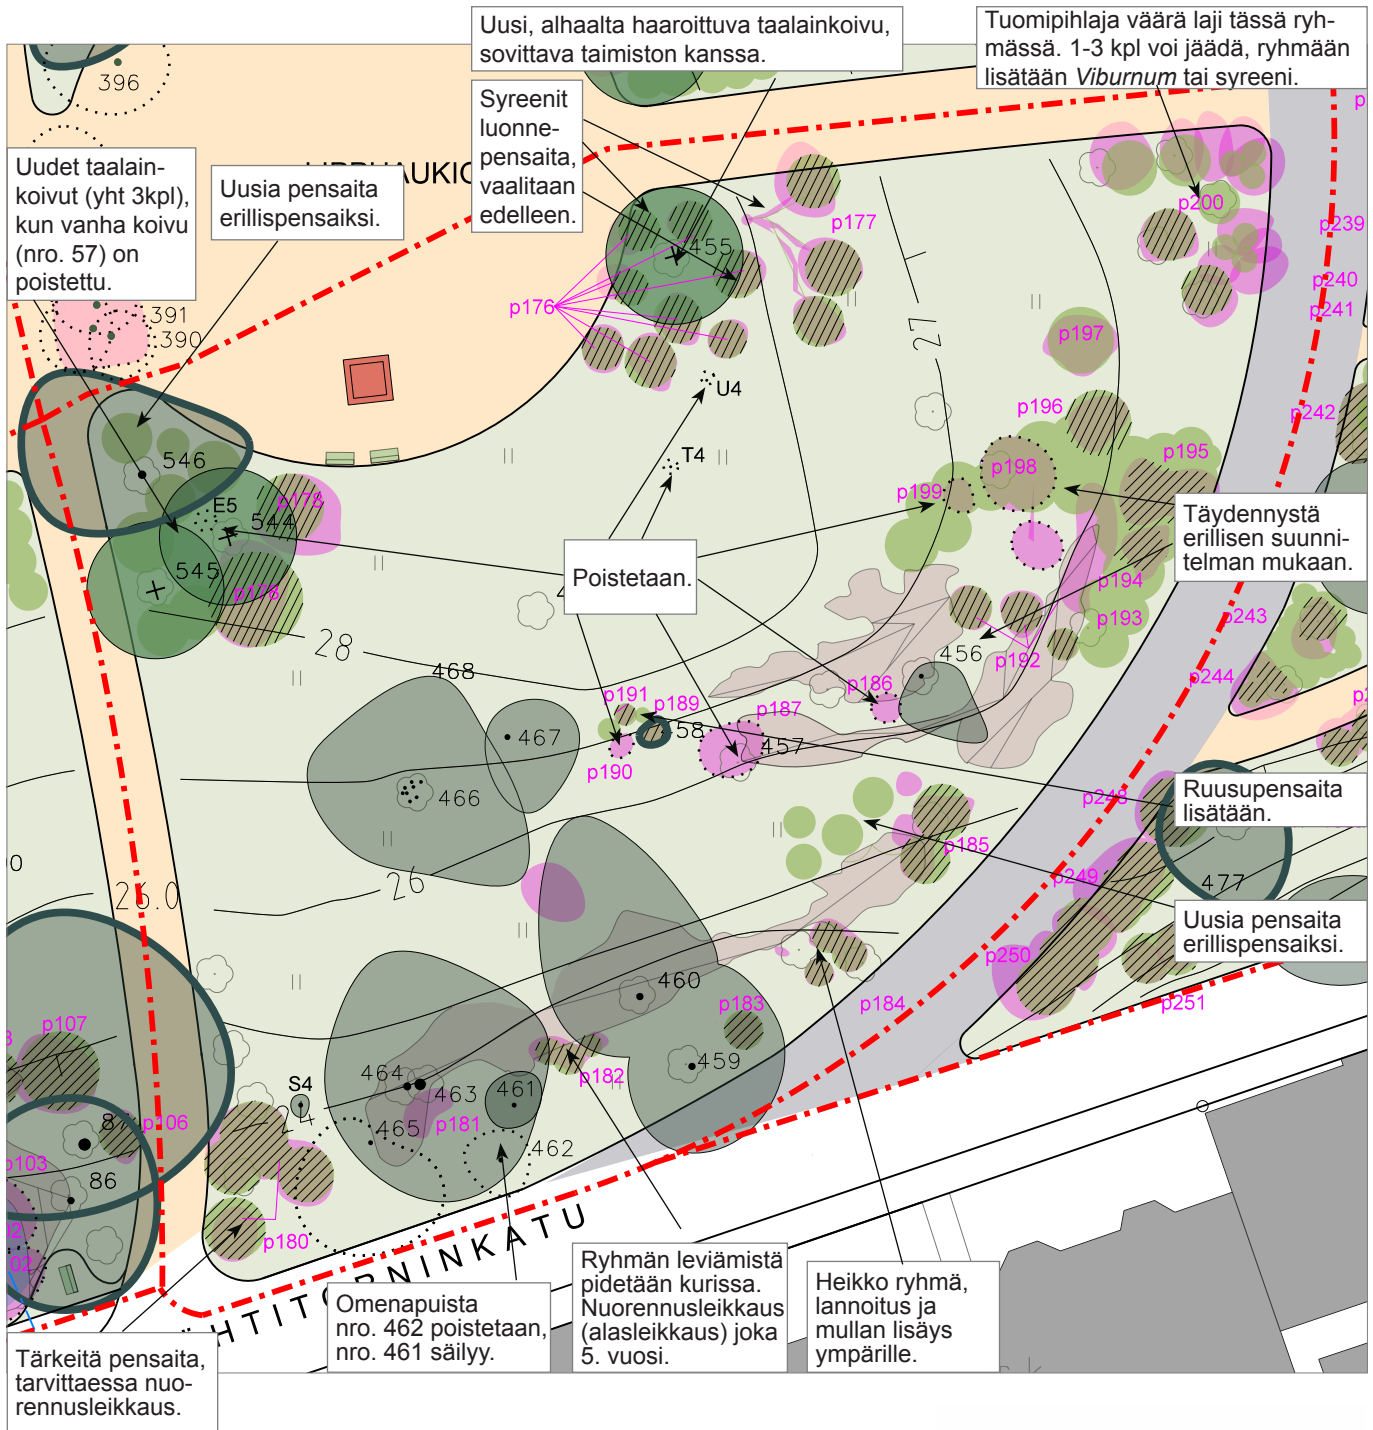 Uusi, alhaalta haaroittuva taalainkoivu,
sovittava taimiston kanssa.
Tuomipihlaja väärä laji tässä ryh-
mässä. 1-3 kpl voi jäädä, ryhmään
lisätään Viburnum tai syreeni.
396
Syreenit
luonne-
pensaita,
vaalitaan
edelleen.
Uudet taalain-
koivut (yht 3kpl),
kun vanha koivu
(nro. 57) on
poistettu.
Uusia pensaita
erillispensaiksi.
p177
p200
p239
455
p240
p241
p176
391
390
27
p197
U4
p196
p242
T4
p195
546
p198
p199
p178
E5
544
Täydennystä
erillisen suunni-
telman mukaan.
545
p178
Poistetaan.
p194
p193
p243
28
p192
456
468
p244
p186
p191
p189
p187
467
458
457
p190
466
p248
Ruusupensaita
lisätään.
p185
26
26.0
p249
477
Uusia pensaita
erillispensaiksi.
p250
460
p183
p184
p251
p107
459
p182
464
463
461
S4
24
87
p106
p181
465
462
p103
86
p180
HTITORNINKATU
Ryhmän leviämistä
pidetään kurissa.
Nuorennusleikkaus
(alasleikkaus) joka
5. vuosi.
Heikko ryhmä,
lannoitus ja
mullan lisäys
ympärille.
Omenapuista
nro. 462 poistetaan,
nro. 461 säilyy.
Tärkeitä pensaita,
tarvittaessa nuo-
rennusleikkaus.